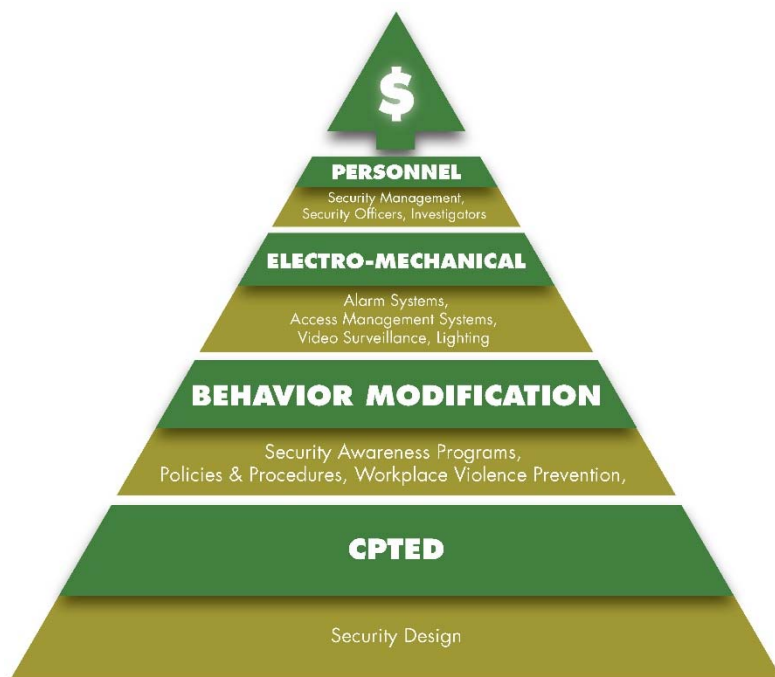 $
PERSONNEL
Security Management,
Security Officers, Investigators
ELECTRO-MECHANICAL
Alarm Systems,
Access Management Systems,
Video Surveillance, Lighting
BEHAVIOR MODIFICATION
Security Awareness Programs,
Policies & Procedures, Workplace Violence Prevention,
CPTED
Security Design